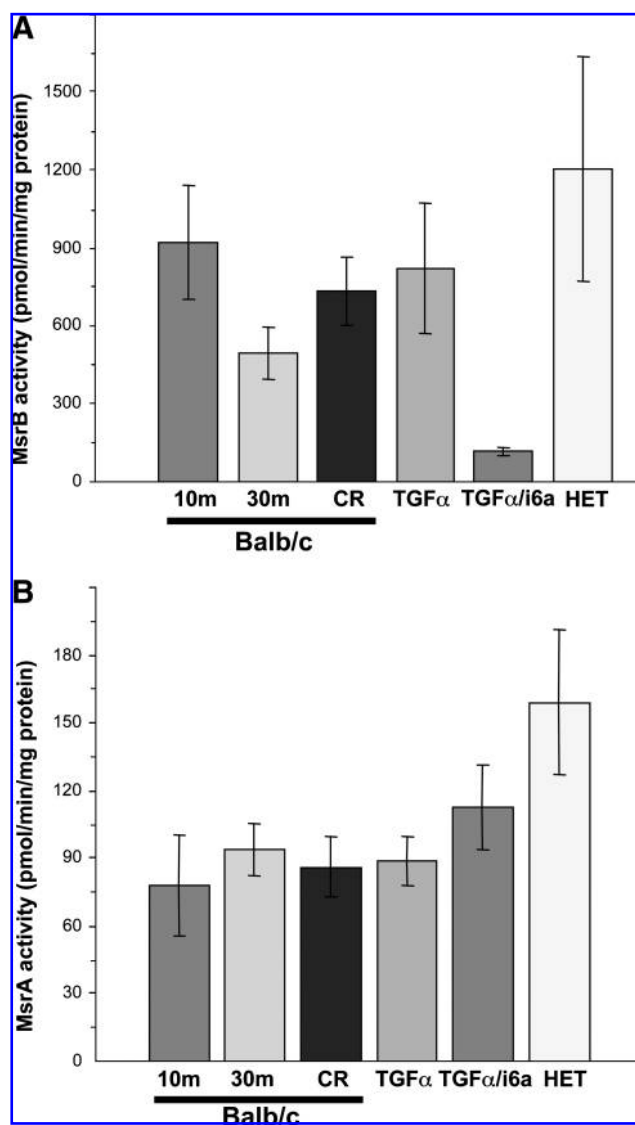 A
MsrB activity (pmol/min/mg protein)
1500
1200
900
600
300
0
10m 30m CR TGFα TGFα/i6a HET
Balb/c
B
MsrA activity (pmol/min/mg protein)
180
150
120
90
60
30
0
10m 30m CR TGFα TGFα/i6a HET
Balb/c